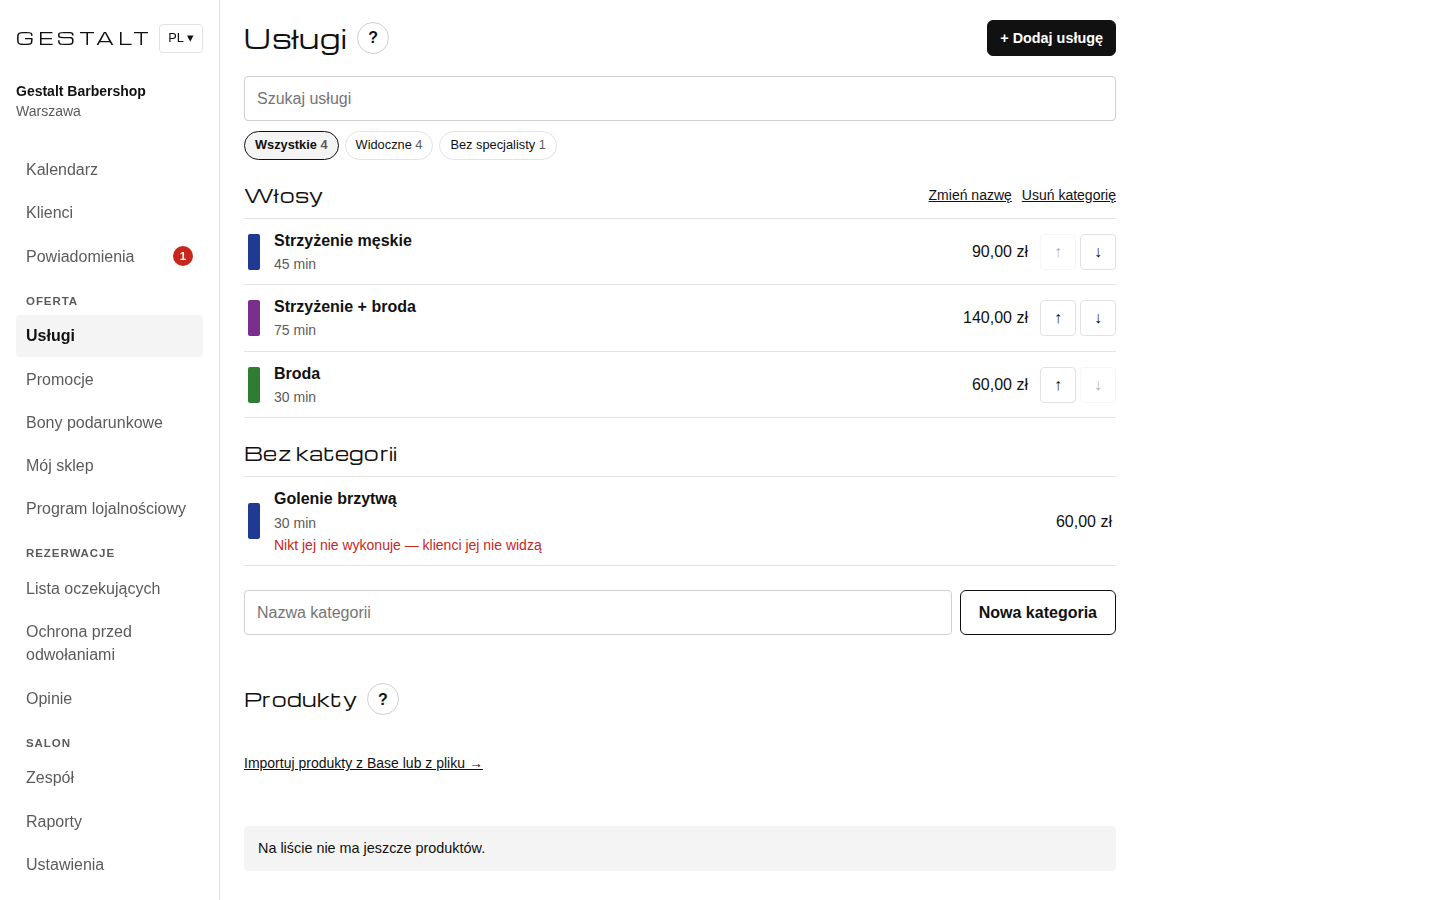 GESTALT
PL ▾
Gestalt Barbershop
Warszawa
Kalendarz
Klienci
Powiadomienia 1
OFERTA
Usługi
Promocje
Bony podarunkowe
Mój sklep
Program lojalnościowy
REZERWACJE
Lista oczekujących
Ochrona przed
odwołaniami
Opinie
SALON
Zespół
Raporty
Ustawienia
Usługi ?
+ Dodaj usługę
Szukaj usługi
Wszystkie 4 Widoczne 4 Bez specjalisty 1
Włosy Zmień nazwę Usuń kategorię
Strzyżenie męskie
45 min
90,00 zł ↑ ↓
Strzyżenie + broda
75 min
140,00 zł ↑ ↓
Broda
30 min
60,00 zł ↑ ↓
Bez kategorii
Golenie brzytwą
30 min
Nikt jej nie wykonuje — klienci jej nie widzą
60,00 zł
Nazwa kategorii Nowa kategoria
Produkty ?
Importuj produkty z Base lub z pliku →
Na liście nie ma jeszcze produktów.